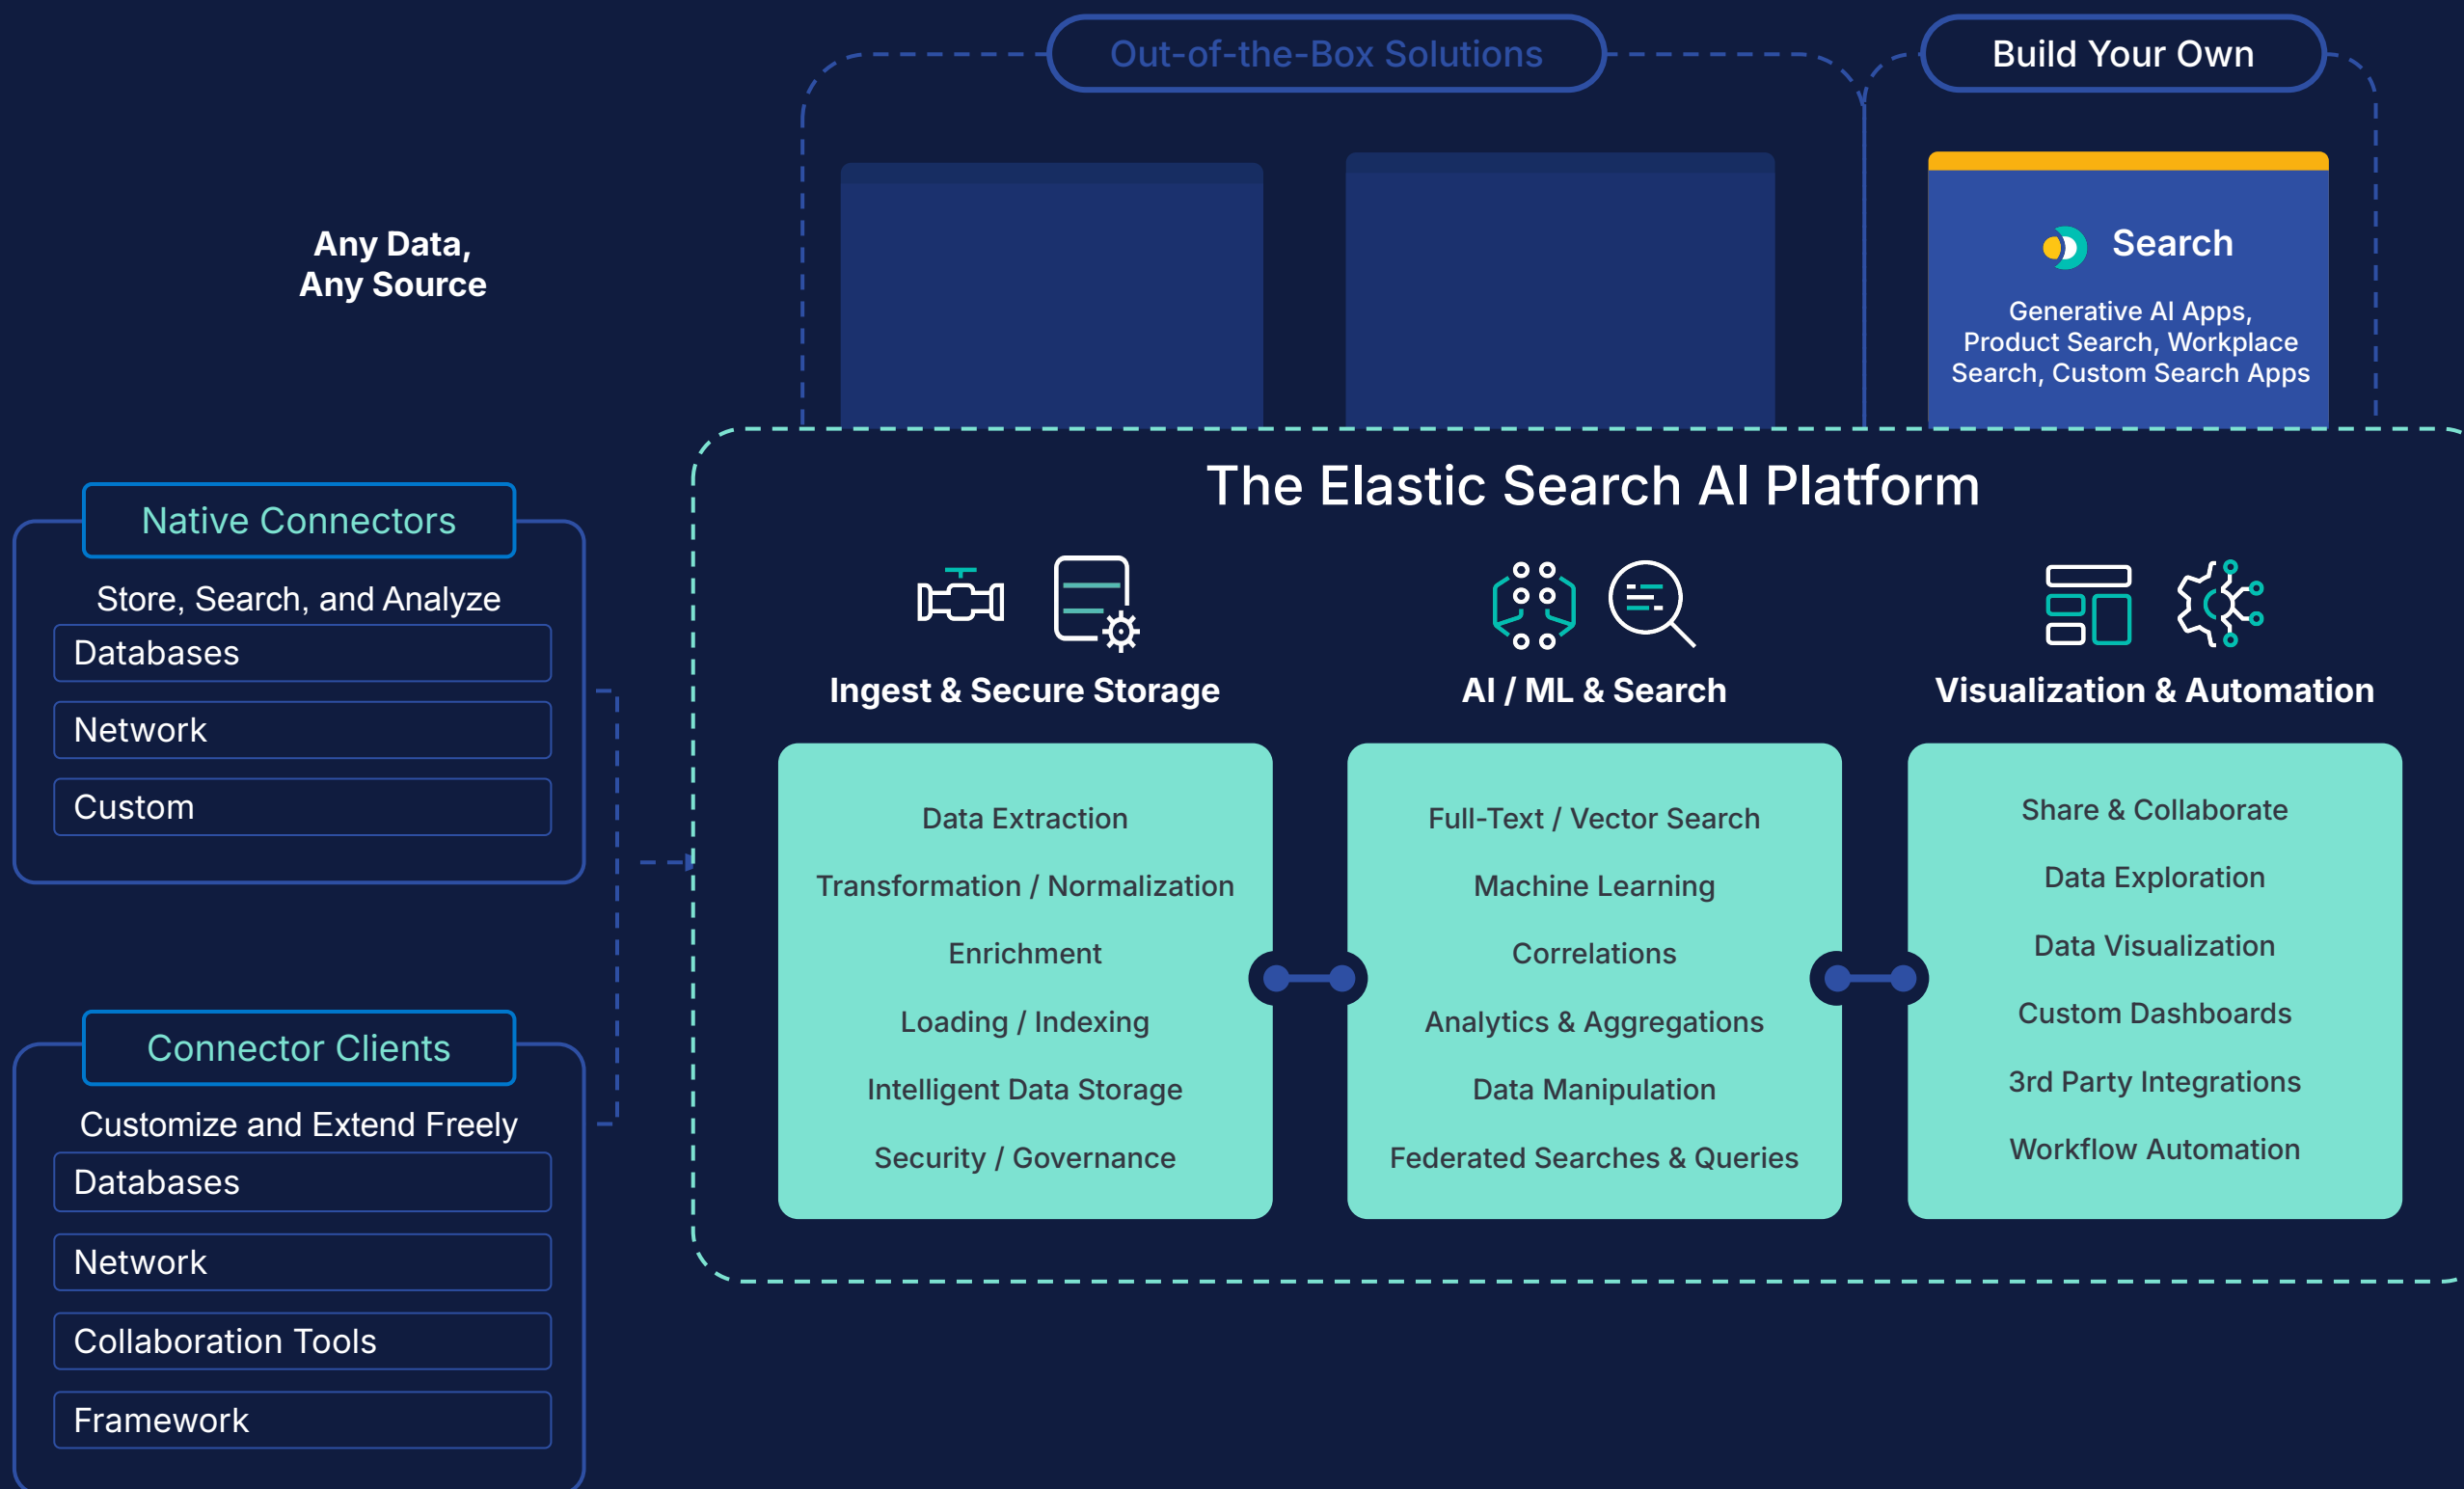 Out-of-the-Box Solutions
Build Your Own
Any Data,
Any Source
Search
Generative AI Apps,
Product Search, Workplace
Search, Custom Search Apps
Native Connectors
Store, Search, and Analyze
Databases
Network
Custom
Connector Clients
Customize and Extend Freely
Databases
Network
Collaboration Tools
Framework
The Elastic Search AI Platform
Ingest & Secure Storage
Data Extraction
Transformation / Normalization
Enrichment
Loading / Indexing
Intelligent Data Storage
Security / Governance
AI / ML & Search
Full-Text / Vector Search
Machine Learning
Correlations
Analytics & Aggregations
Data Manipulation
Federated Searches & Queries
Visualization & Automation
Share & Collaborate
Data Exploration
Data Visualization
Custom Dashboards
3rd Party Integrations
Workflow Automation